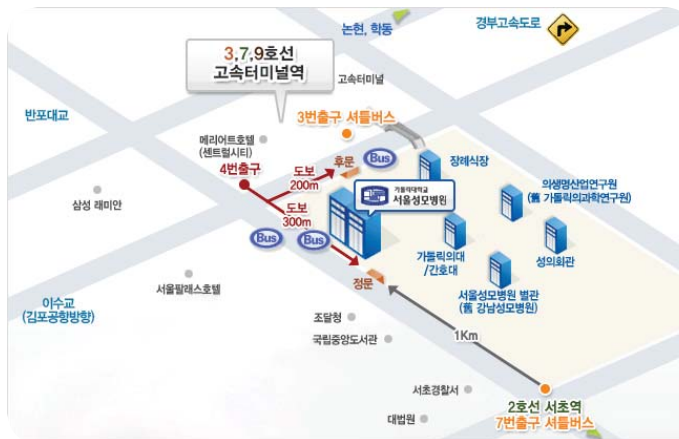 논현, 학동
경부고속도로
3,7,9호선
고속터미널역
고속터미널
반포대교
3번출구 셔틀버스
메리어트호텔
(센트럴시티)
4번출구
도보
200m
후문
Bus
장례식장
가톨릭대학교
서울성모병원
의생명산업연구원
(舊 가톨릭의과학연구원)
삼성 래미안
도보
300m
Bus
Bus
가톨릭의대
/간호대
성의회관
서울성모병원 별관
(舊 강남성모병원)
정문
서울팔래스호텔
이수교
(김포공항방향)
조달청
국립중앙도서관
1Km
서초경찰서
대법원
2호선 서초역
7번출구 셔틀버스